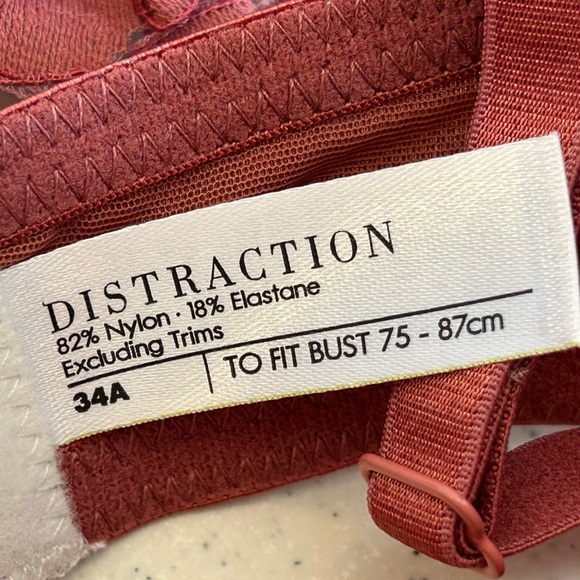 DISTRACTION
82% Nylon · 18% Elastane
Excluding Trims
34A | TO FIT BUST 75 - 87cm